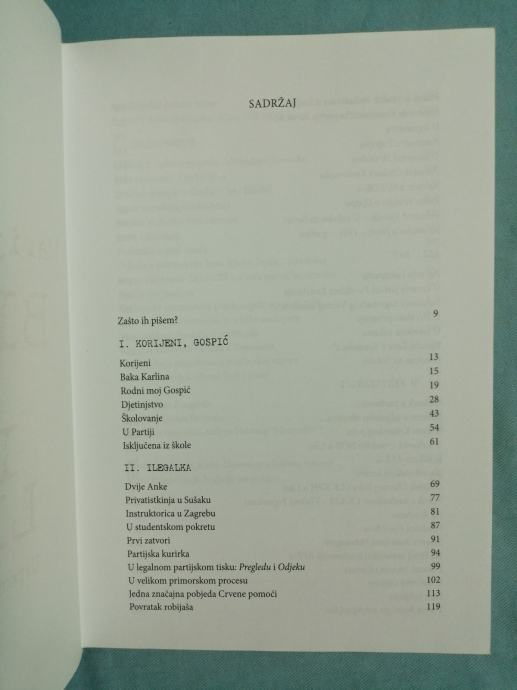 SADRŽAJ
Zašto ih pišem? 9
I. KORIJENI, GOSPIĆ
Korijeni 13
Baka Karlina 15
Rodni moj Gospić 19
Djetinjstvo 28
Školovanje 43
U Partiji 54
Isključena iz škole 61
II. ILEGALKA
Dvije Anke 69
Privatistkinja u Sušaku 77
Instruktorica u Zagrebu 81
U studentskom pokretu 87
Prvi zatvori 91
Partijska kurirka 94
U legalnom partijskom tisku: Pregledu i Odjeku 99
U velikom primorskom procesu 102
Jedna značajna pobjeda Crvene pomoći 113
Povratak robijaša 119